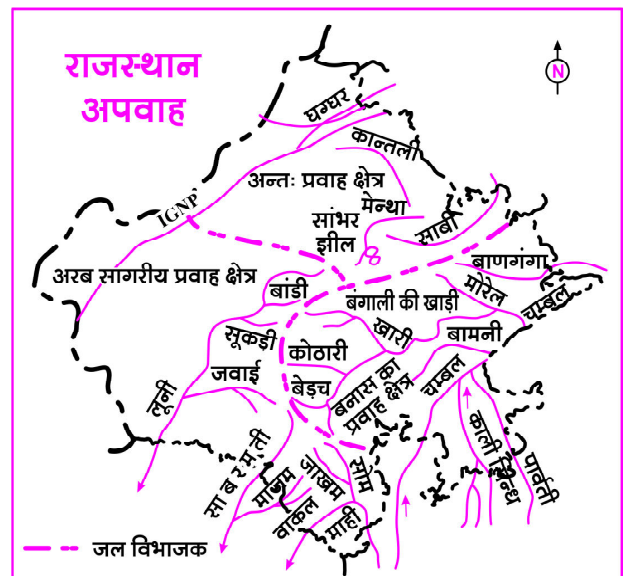 राजस्थान
अपवाह
N
घग्घर
कान्तली
IGNP
अन्तः प्रवाह क्षेत्र
मेन्था
सांभर
झील
साबी
अरब सागरीय प्रवाह क्षेत्र
बाणगंगा
बांडी
बंगाली की खाड़ी
मोरेल
चम्बल
सूकड़ी
खारी
बामनी
कोठारी
जवाई
बेड़च
बनास का
प्रवाह क्षेत्र
चम्बल
लूनी
साबरमती
माजम
जाखम
सोम
वाकल
माही
काली सिन्ध
पार्वती
जल विभाजक